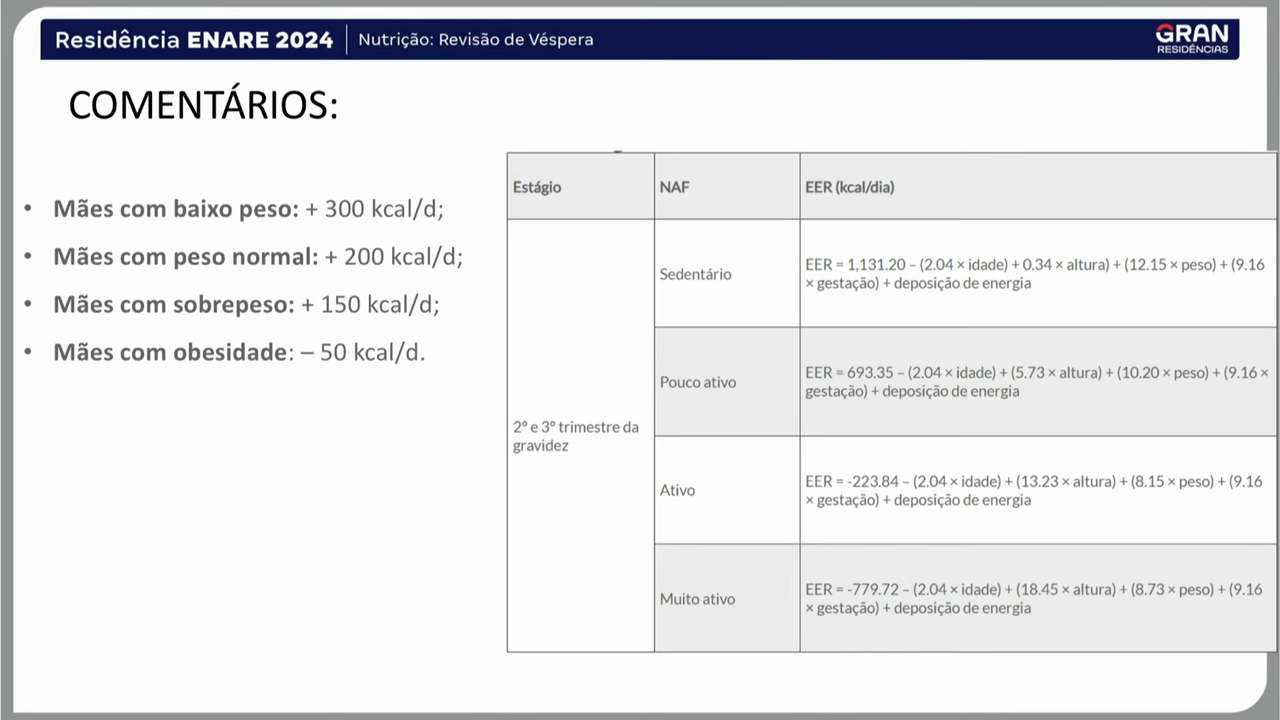 Residência ENARE 2024 | Nutrição: Revisão de Véspera
GRAN
RESIDÊNCIAS
COMENTÁRIOS:
• Mães com baixo peso: + 300 kcal/d;
• Mães com peso normal: + 200 kcal/d;
• Mães com sobrepeso: + 150 kcal/d;
• Mães com obesidade: – 50 kcal/d.
Estágio
NAF
EER (kcal/dia)
2º e 3º trimestre da
gravidez
Sedentário
EER = 1,131.20 – (2.04 × idade) + 0.34 × altura) + (12.15 × peso) + (9.16
× gestação) + deposição de energia
Pouco ativo
EER = 693.35 – (2.04 × idade) + (5.73 × altura) + (10.20 × peso) + (9.16 ×
gestação) + deposição de energia
Ativo
EER = -223.84 – (2.04 × idade) + (13.23 × altura) + (8.15 × peso) + (9.16
× gestação) + deposição de energia
Muito ativo
EER = -779.72 – (2.04 × idade) + (18.45 × altura) + (8.73 × peso) + (9.16
× gestação) + deposição de energia